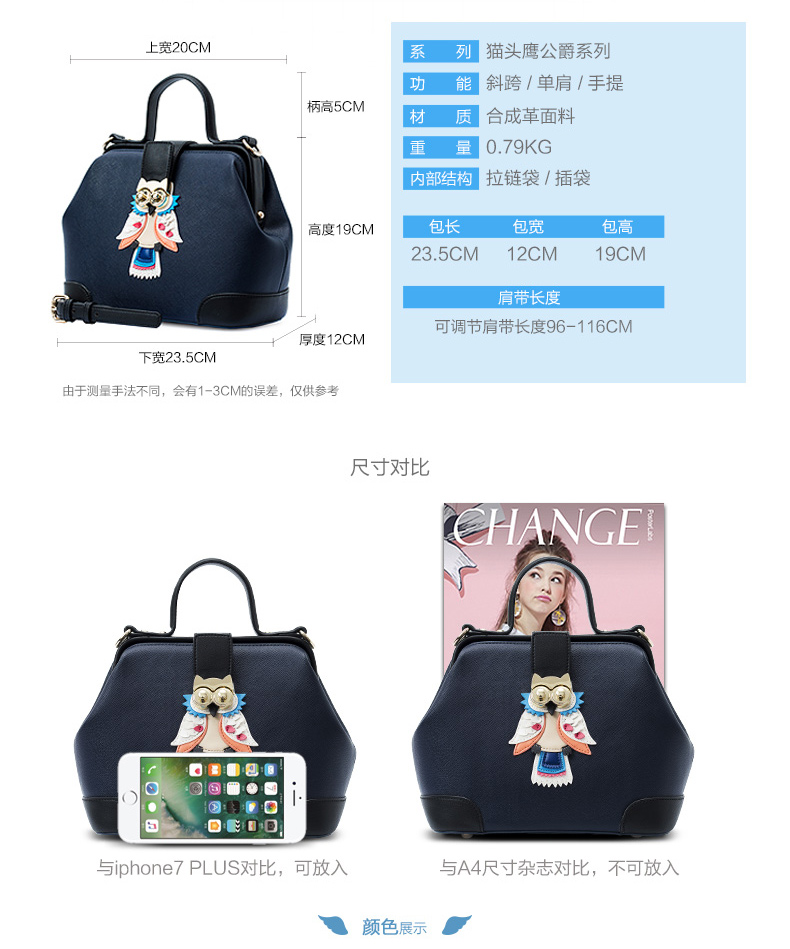 上宽20CM
柄高5CM
高度19CM
厚度12CM
下宽23.5CM
由于测量手法不同，会有1-3CM的误差，仅供参考
系 列 猫头鹰公爵系列
功 能 斜跨 / 单肩 / 手提
材 质 合成革面料
重 量 0.79KG
内部结构 拉链袋 / 插袋
包长 包宽 包高
23.5CM 12CM 19CM
肩带长度
可调节肩带长度96-116CM
尺寸对比
CHANGE
PosterLabs
与iphone7 PLUS对比，可放入
与A4尺寸杂志对比，不可放入
颜色展示